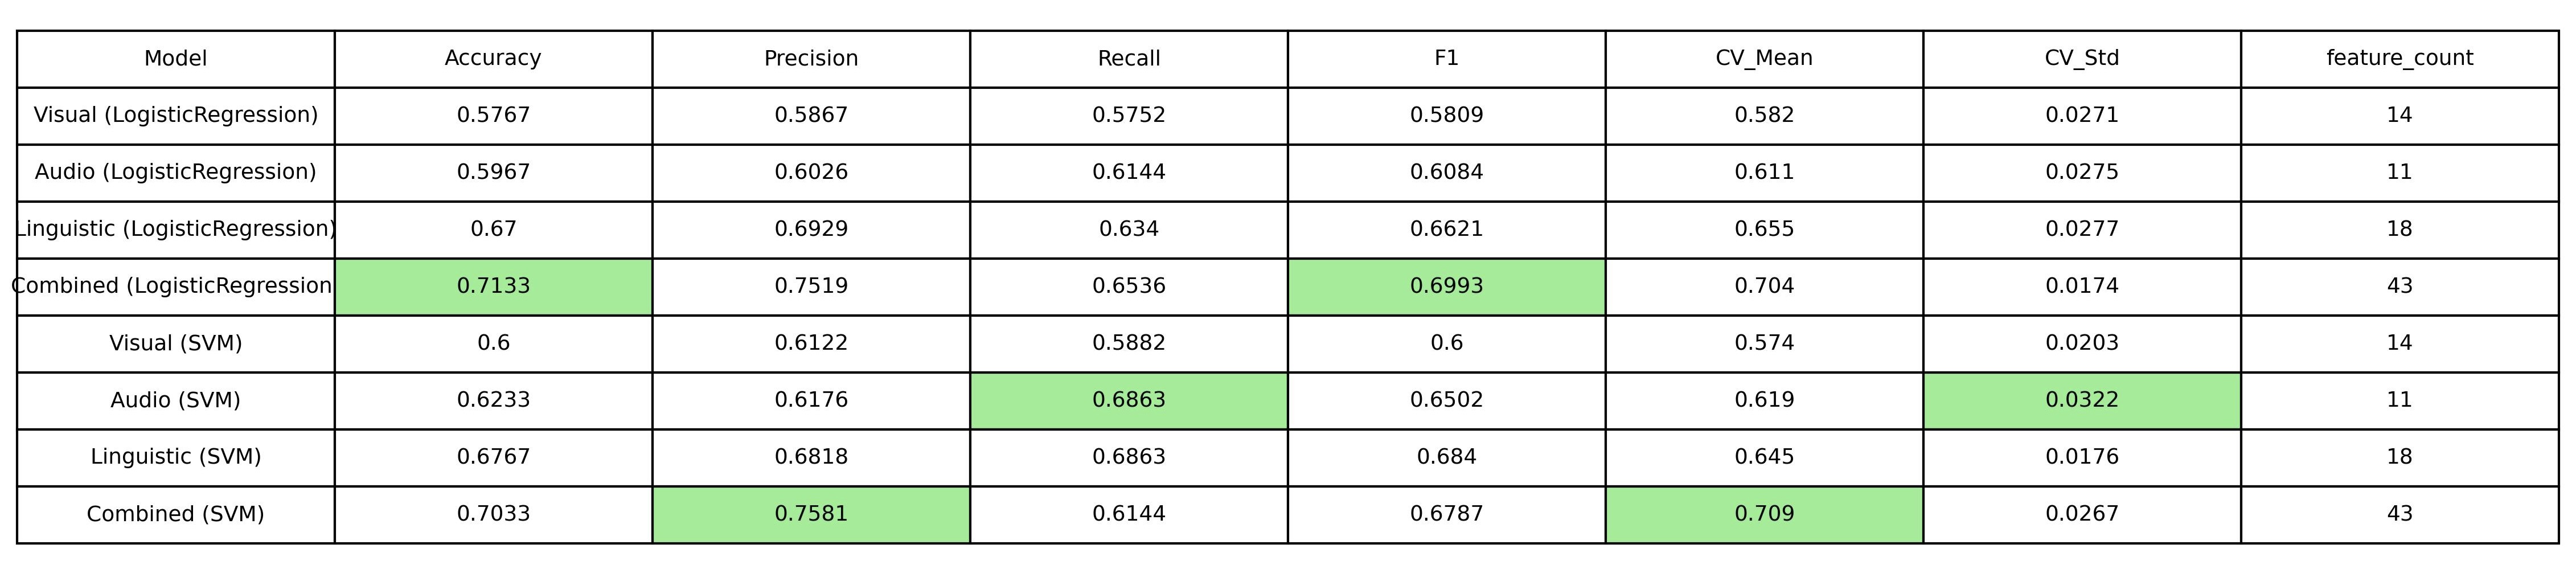 Model Accuracy Precision Recall F1 CV_Mean CV_Std feature_count
Visual (LogisticRegression) 0.5767 0.5867 0.5752 0.5809 0.582 0.0271 14
Audio (LogisticRegression) 0.5967 0.6026 0.6144 0.6084 0.611 0.0275 11
Linguistic (LogisticRegression) 0.67 0.6929 0.634 0.6621 0.655 0.0277 18
Combined (LogisticRegression 0.7133 0.7519 0.6536 0.6993 0.704 0.0174 43
Visual (SVM) 0.6 0.6122 0.5882 0.6 0.574 0.0203 14
Audio (SVM) 0.6233 0.6176 0.6863 0.6502 0.619 0.0322 11
Linguistic (SVM) 0.6767 0.6818 0.6863 0.684 0.645 0.0176 18
Combined (SVM) 0.7033 0.7581 0.6144 0.6787 0.709 0.0267 43